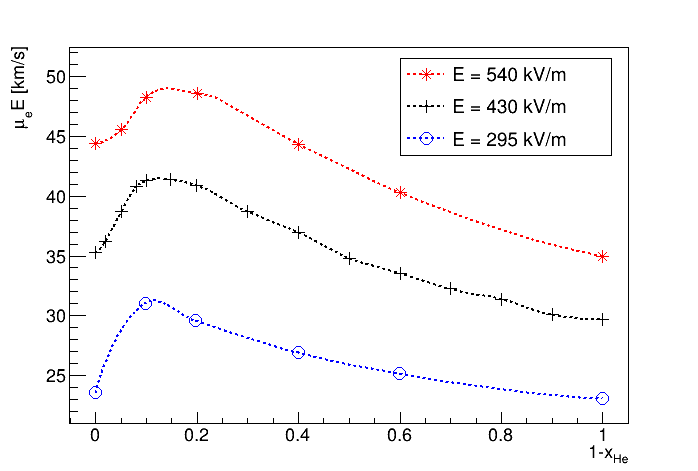 μeE [km/s]
50
45
40
35
30
25
E = 540 kV/m
E = 430 kV/m
E = 295 kV/m
0 0.2 0.4 0.6 0.8 1
1-xHe